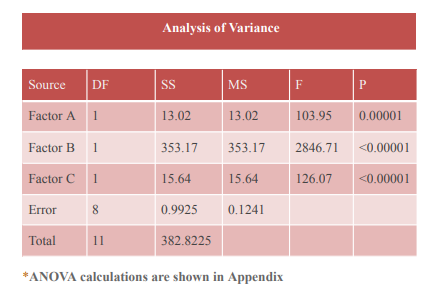 Analysis of Variance
Source DF SS MS F P
Factor A 1 13.02 13.02 103.95 0.00001
Factor B 1 353.17 353.17 2846.71 <0.00001
Factor C 1 15.64 15.64 126.07 <0.00001
Error 8 0.9925 0.1241
Total 11 382.8225
*ANOVA calculations are shown in Appendix